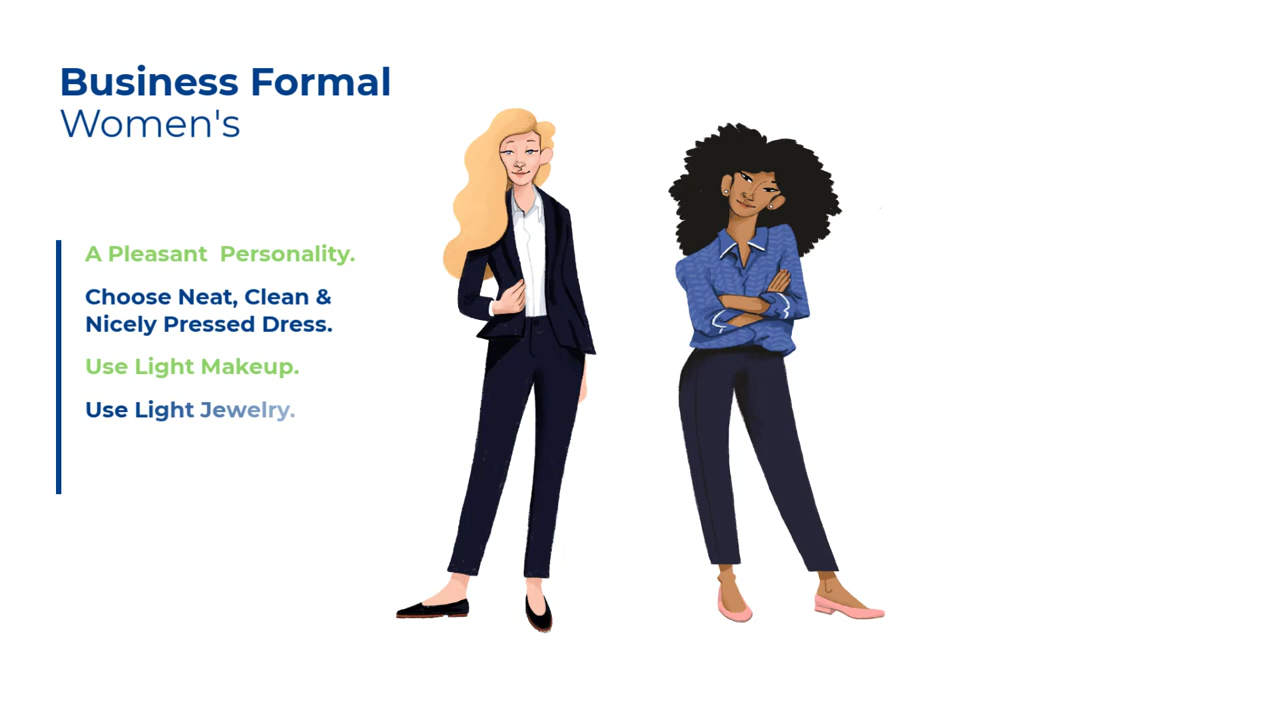 Business Formal
Women's
A Pleasant  Personality.
Choose Neat, Clean &
Nicely Pressed Dress.
Use Light Makeup.
Use Light Jewelry.